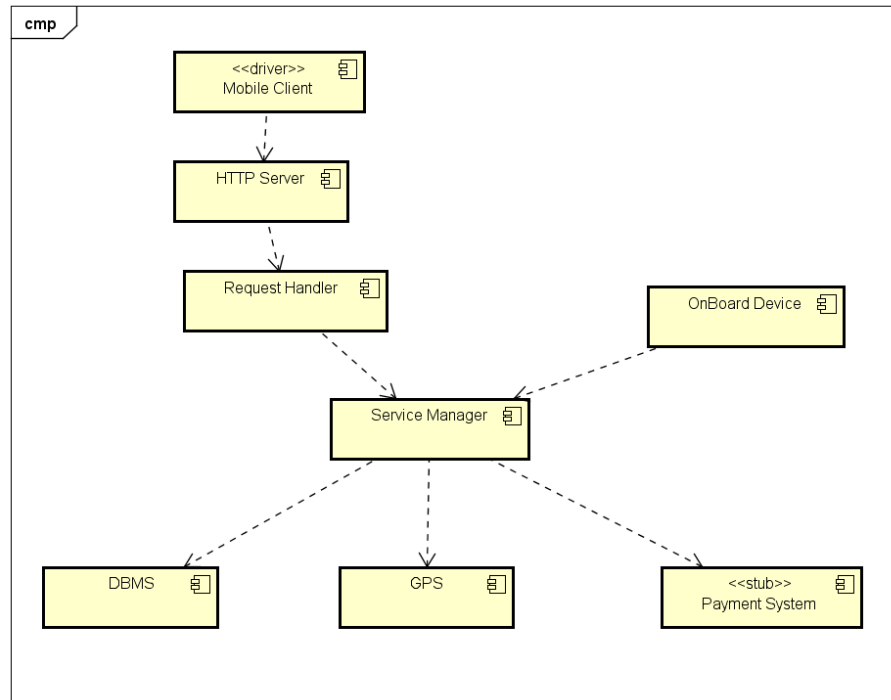 cmp
<<driver>>
Mobile Client
HTTP Server
Request Handler
OnBoard Device
Service Manager
DBMS
GPS
<<stub>>
Payment System